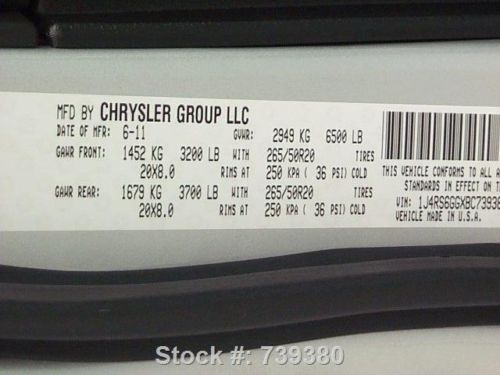 MFD BY CHRYSLER GROUP LLC
DATE OF MFR: 6-11 GVWR: 2949 KG 6500 LB
GAWR FRONT: 1452 KG 3200 LB WITH 265/50R20 TIRES
20X8.0 RIMS AT 250 KPA ( 36 PSI) COLD
GAWR REAR: 1679 KG 3700 LB WITH 265/50R20 TIRES
20X8.0 RIMS AT 250 KPA ( 36 PSI) COLD
THIS VEHICLE CONFORMS TO ALL
STANDARDS IN EFFECT ON
VIN: 1J4RS6GGXBC73938
VEHICLE MADE IN U.S.A.
Stock #: 739380